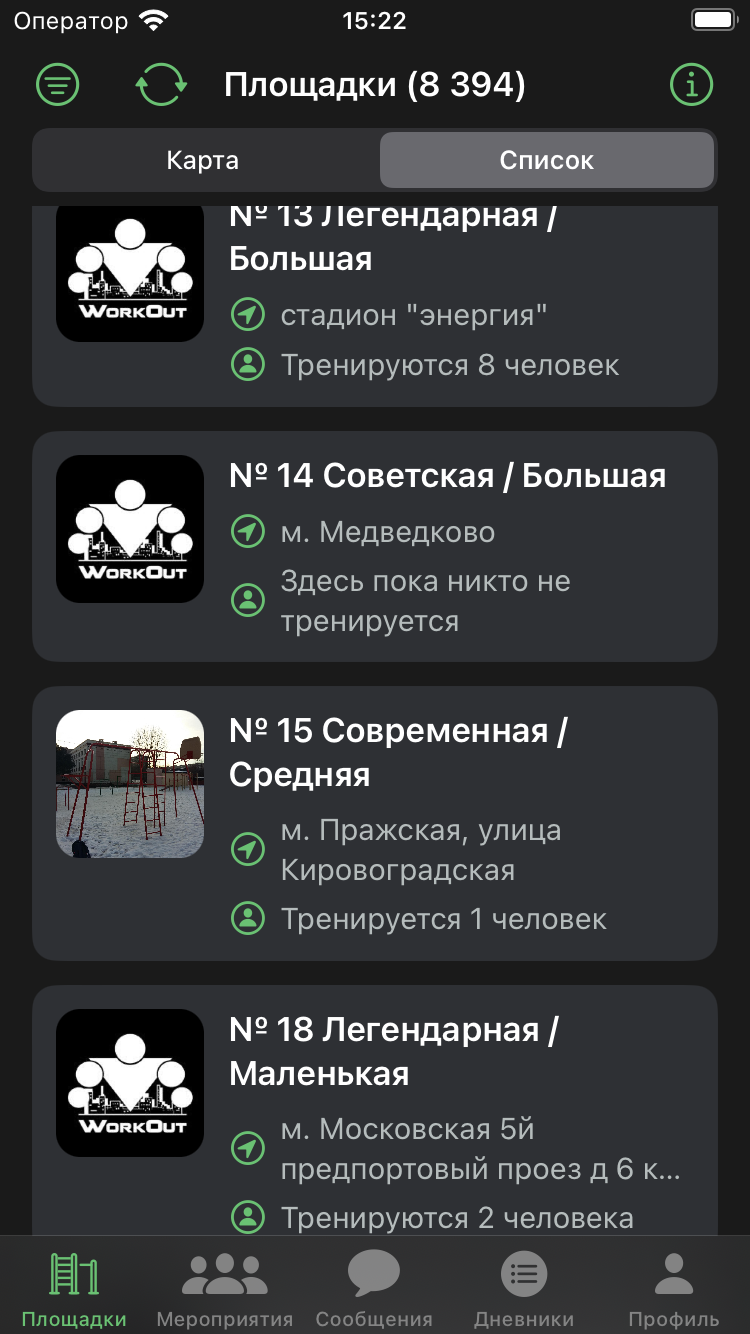 Оператор 15:22
Площадки (8 394)
Карта Список
№ 13 Легендарная /
Большая
WORKOUT
стадион "энергия"
Тренируются 8 человек
№ 14 Советская / Большая
WORKOUT
м. Медведково
Здесь пока никто не
тренируется
№ 15 Современная /
Средняя
м. Пражская, улица
Кировоградская
Тренируется 1 человек
№ 18 Легендарная /
Маленькая
WORKOUT
м. Московская 5й
предпортовый проез д 6 к...
Тренируются 2 человека
Площадки Мероприятия Сообщения Дневники Профиль